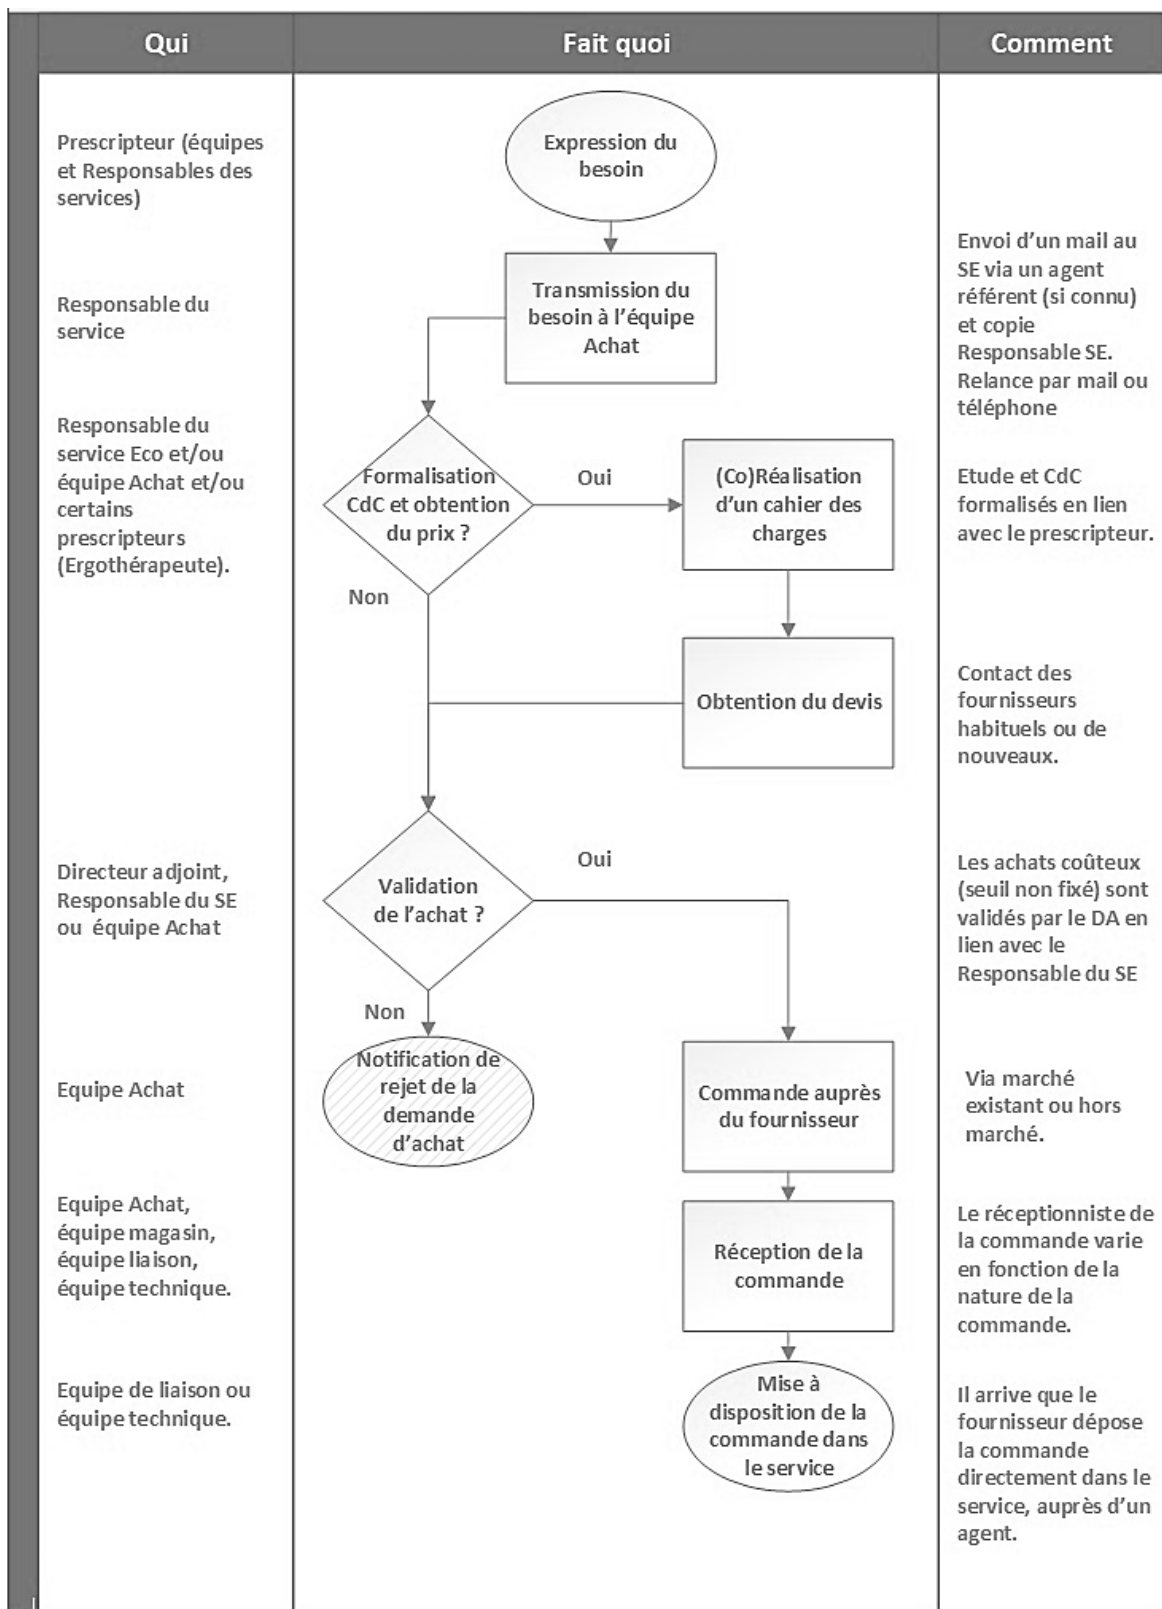 Qui
Fait quoi
Comment
Prescripteur (équipes
et Responsables des
services)
Expression du
besoin
Responsable du
service
Transmission du
besoin à l'équipe
Achat
Envoi d'un mail au
SE via un agent
référent (si connu)
et copie
Responsable SE.
Relance par mail ou
téléphone
Responsable du
service Eco et/ou
équipe Achat et/ou
certains
prescripteurs
(Ergothérapeute).
Formalisation
CdC et obtention
du prix ?
Oui
Non
(Co)Réalisation
d'un cahier des
charges
Etude et CdC
formalisés en lien
avec le prescripteur.
Obtention du devis
Contact des
fournisseurs
habituels ou de
nouveaux.
Directeur adjoint,
Responsable du SE
ou équipe Achat
Validation
de l'achat ?
Oui
Non
Les achats coûteux
(seuil non fixé) sont
validés par le DA en
lien avec le
Responsable du SE
Equipe Achat
Notification de
rejet de la
demande
d'achat
Commande auprès
du fournisseur
Via marché
existant ou hors
marché.
Equipe Achat,
équipe magasin,
équipe liaison,
équipe technique.
Réception de la
commande
Le réceptionniste de
la commande varie
en fonction de la
nature de la
commande.
Equipe de liaison ou
équipe technique.
Mise à
disposition de la
commande dans
le service
Il arrive que le
fournisseur dépose
la commande
directement dans le
service, auprès d'un
agent.